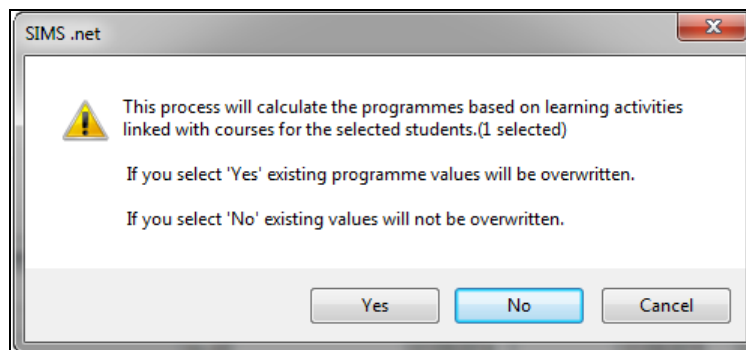 SIMS .net
This process will calculate the programmes based on learning activities
linked with courses for the selected students.(1 selected)
If you select 'Yes' existing programme values will be overwritten.
If you select 'No' existing values will not be overwritten.
Yes
No
Cancel